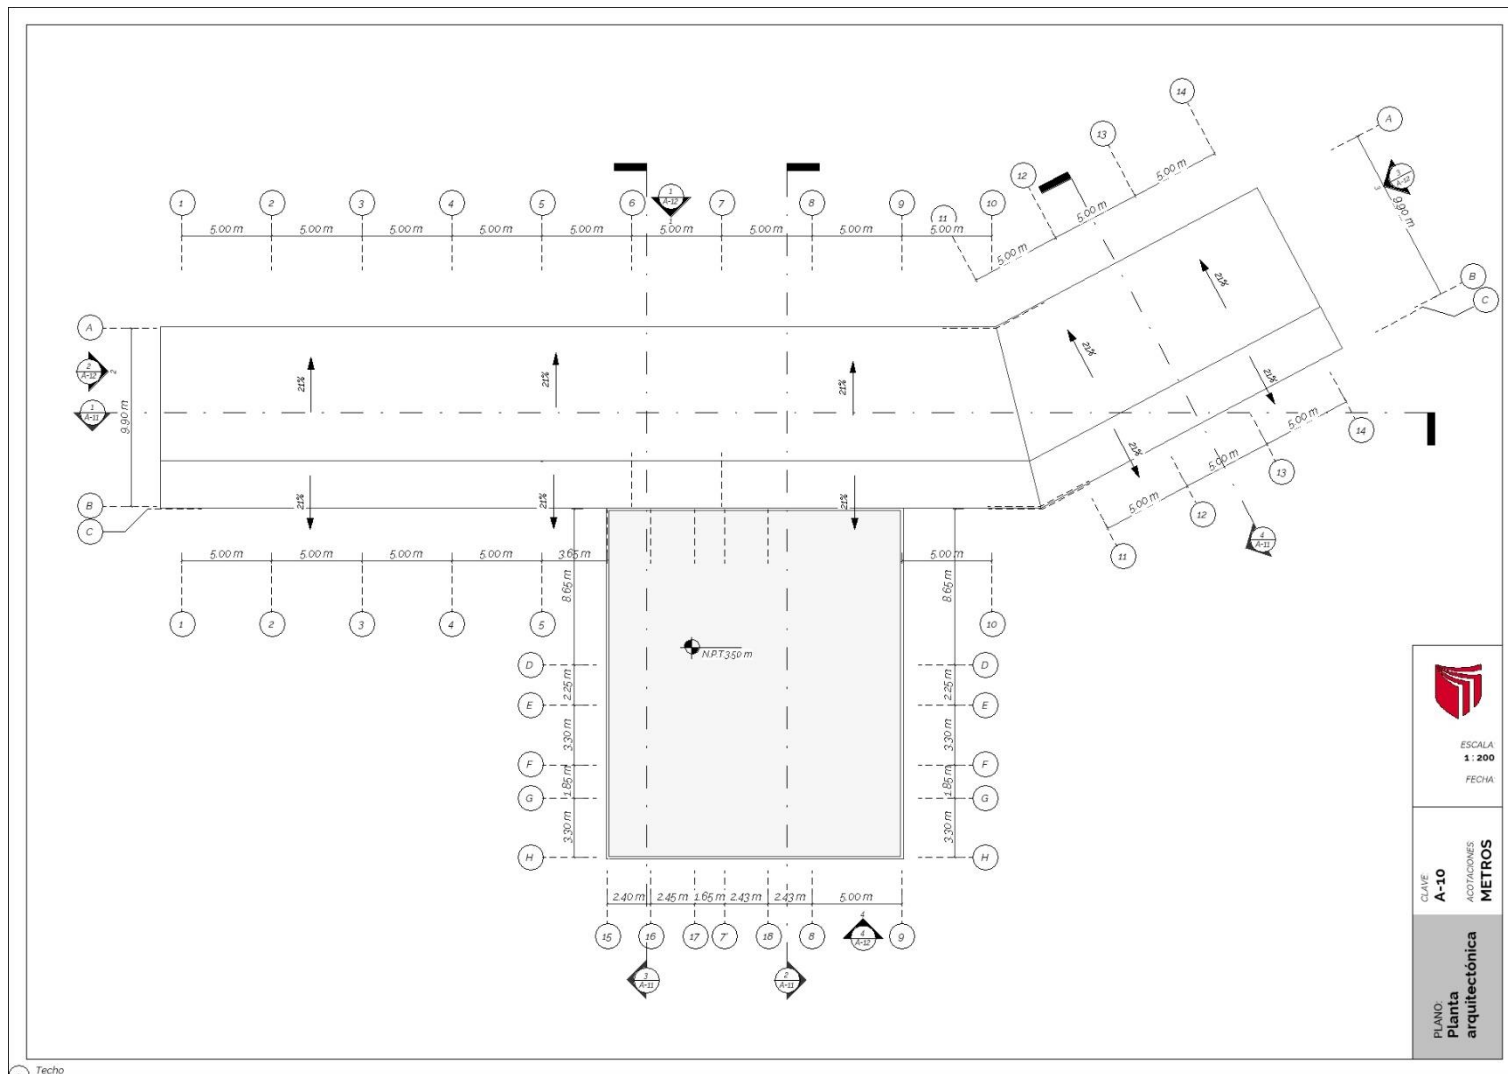 14
A
13
3
A-12
12
5.00 m
9.90 m
1
2
3
4
5
6
1
A-12
1
7
8
9
11
10
5.00 m
5.00 m
5.00 m
5.00 m
5.00 m
5.00 m
5.00 m
5.00 m
5.00 m
5.00 m
5.00 m
B
C
21%
A
21%
2
A-12
2
21%
21%
21%
21%
1
A-11
9.90 m
5.00 m
14
21%
5.00 m
13
21%
21%
21%
5.00 m
12
B
C
4
A-11
11
5.00 m
5.00 m
5.00 m
5.00 m
3.65 m
5.00 m
8.65 m
8.65 m
1
2
3
4
5
10
N.P.T 3.50 m
D
D
2.25 m
2.25 m
E
E
3.30 m
3.30 m
F
F
1.85 m
1.85 m
G
G
3.30 m
3.30 m
H
H
2.40 m
2.45 m
1.65 m
2.43 m
2.43 m
5.00 m
15
16
17
7'
18
8
4
4
A-12
9
3
A-11
2
A-11
ESCALA:
1 : 200
FECHA:
CLAVE:
A-10
ACOTACIONES:
METROS
PLANO:
Planta
arquitectónica
Techo